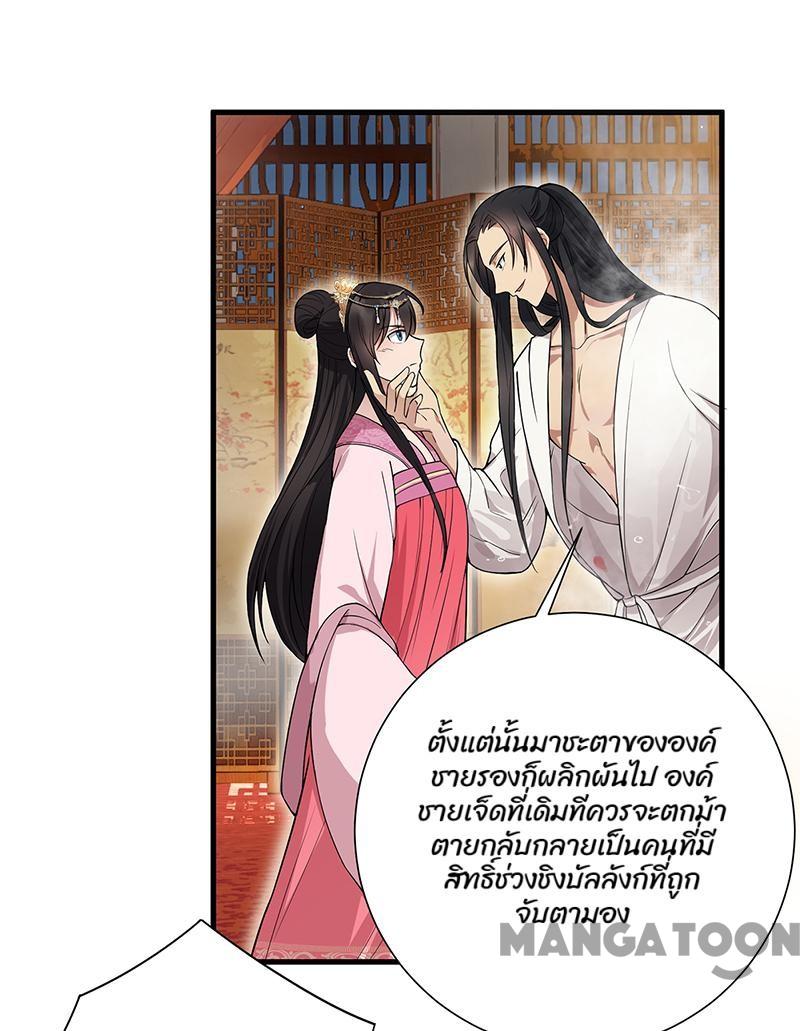 ตั้งแต่นั้นมาชะตาขององค์
ชายรองก็ผลิกผันไป องค์
ชายเจ็ดที่เดิมทีควรจะตกม้า
ตายกลับกลายเป็นคนที่มี
สิทธิ์ช่วงชิงบัลลังก์ที่ถูก
จับตามอง
MANGATOON